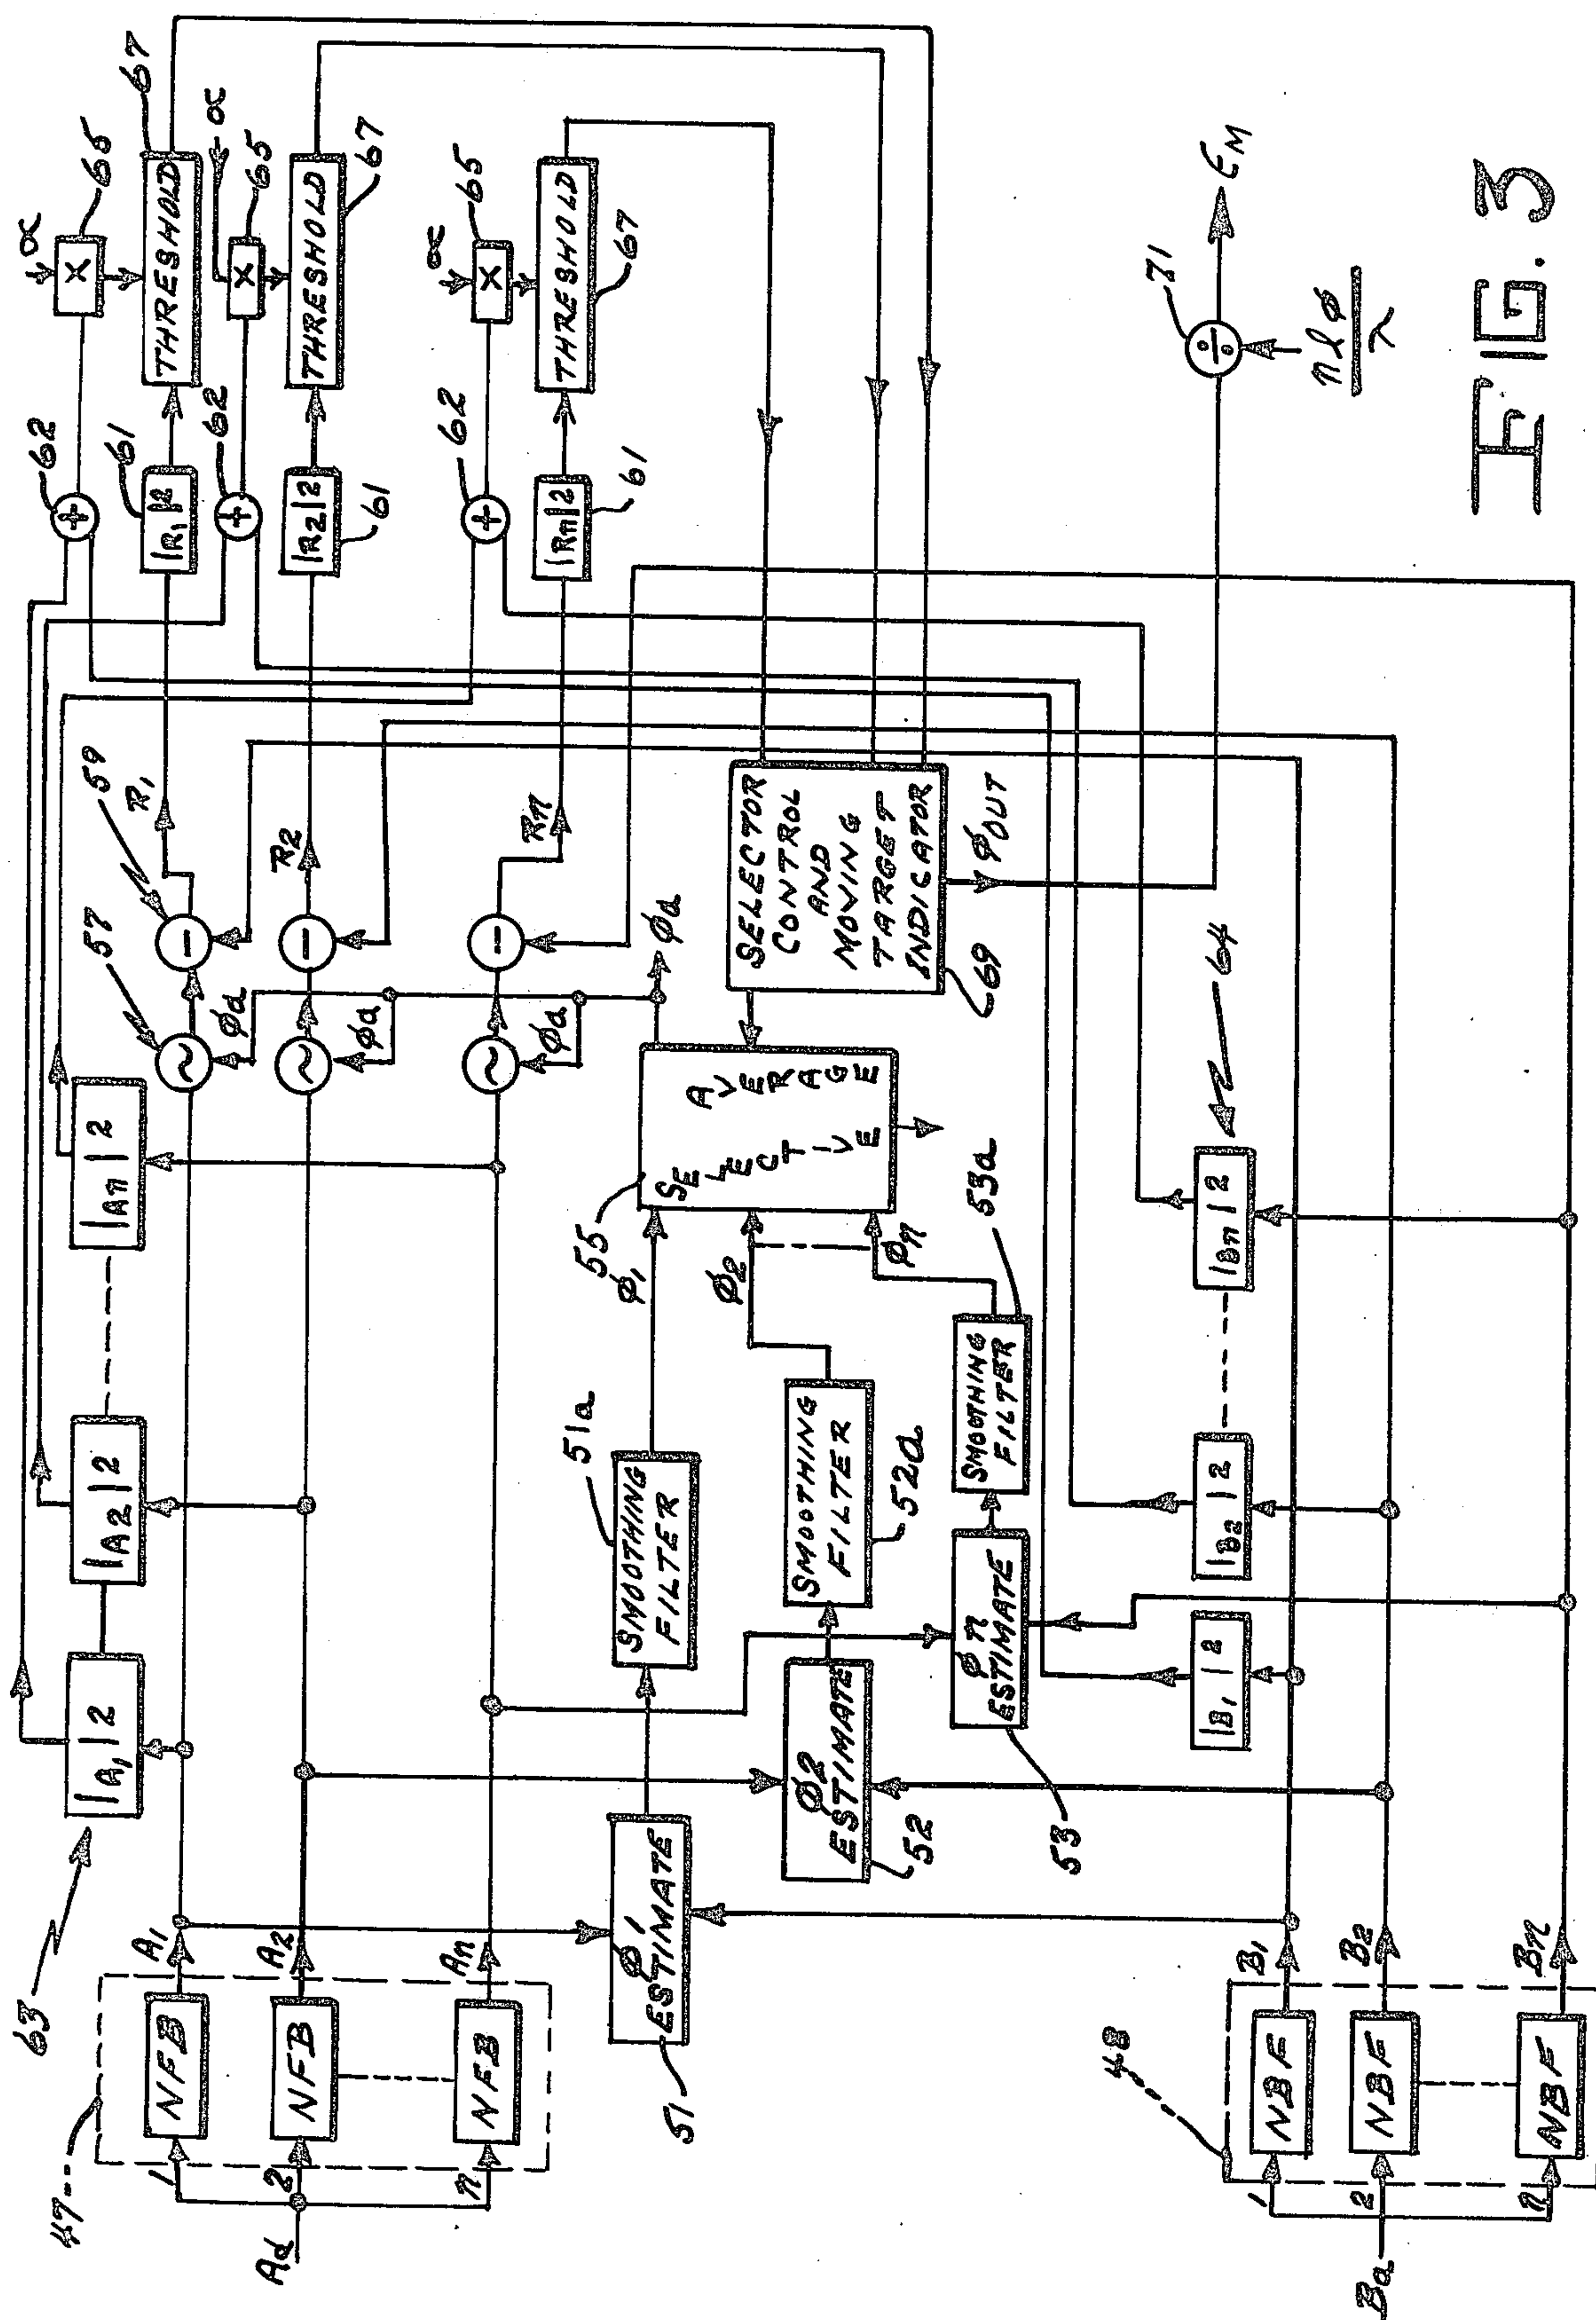 63
|A1|2
|A2|2
|An|2
62
α
65
X
67
+
61
|R1|2
THRESHOLD
α
62
65
X
+
47
NFB
A1
57
59
R1
~
φa
−
Ad
1
2
n
NFB
A2
~
φa
−
R2
|R2|2
61
THRESHOLD
67
α
65
X
62
+
NFB
An
~
φa
−
Rn
|Rn|2
61
THRESHOLD
67
φa
φ1
ESTIMATE
51
SMOOTHING
FILTER
51a
φ1
55
SELECTIVE
AVERAGE
φ2
ESTIMATE
52
SMOOTHING
FILTER
52a
φ2
φn
SELECTOR
CONTROL
AND
MOVING
TARGET
INDICATOR
69
φOUT
φn
ESTIMATE
53
SMOOTHING
FILTER
53a
|B1|2
|B2|2
|Bn|2
64
71
÷
ϵM
nlφ
λ
48
Ba
1
2
n
NBF
B1
NBF
B2
NBF
Bn
FIG. 3